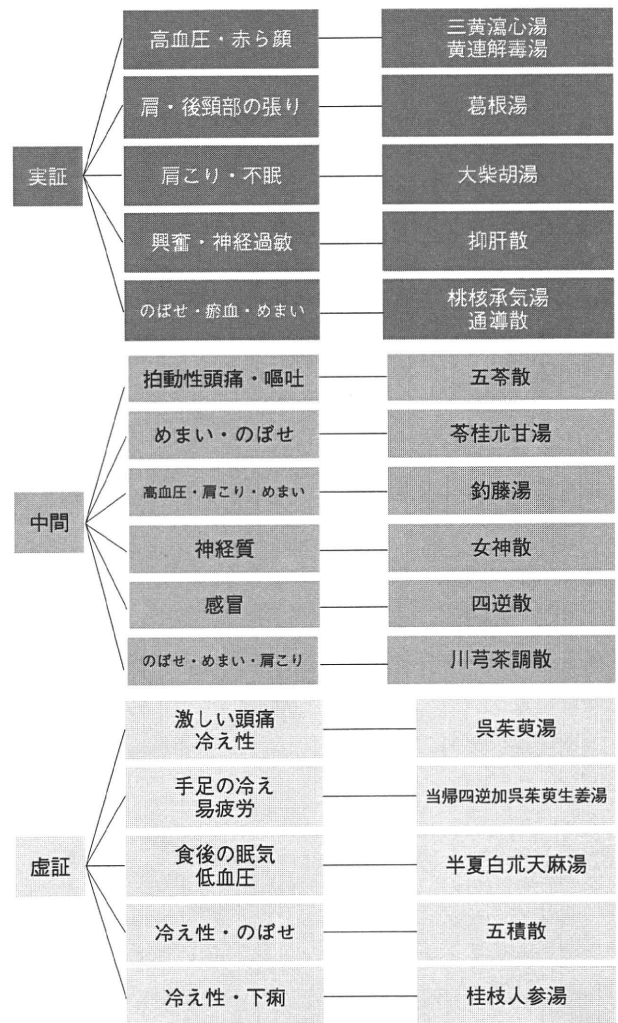 実証
高血圧・赤ら顔
三黄瀉心湯
黄連解毒湯
肩・後頸部の張り
葛根湯
肩こり・不眠
大柴胡湯
興奮・神経過敏
抑肝散
のぼせ・瘀血・めまい
桃核承気湯
通導散
中間
拍動性頭痛・嘔吐
五苓散
めまい・のぼせ
苓桂朮甘湯
高血圧・肩こり・めまい
釣藤湯
神経質
女神散
感冒
四逆散
のぼせ・めまい・肩こり
川芎茶調散
虚証
激しい頭痛
冷え性
呉茱萸湯
手足の冷え
易疲労
当帰四逆加呉茱萸生姜湯
食後の眠気
低血圧
半夏白朮天麻湯
冷え性・のぼせ
五積散
冷え性・下痢
桂枝人参湯